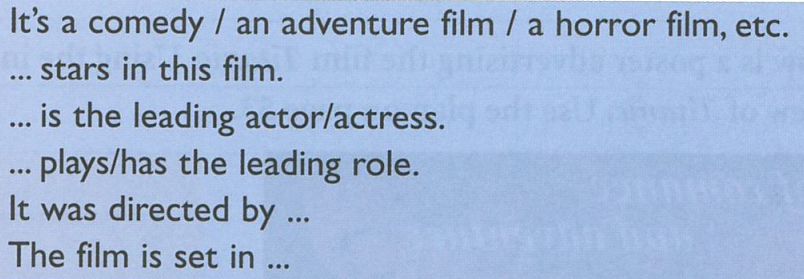 It's a comedy / an adventure film / a horror film, etc.
... stars in this film.
... is the leading actor/actress.
... plays/has the leading role.
It was directed by ...
The film is set in ...